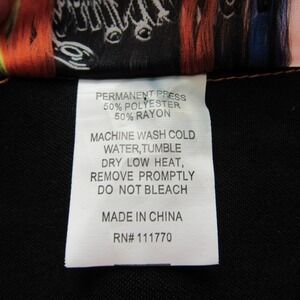 PERMANENT PRESS
50% POLYESTER
50% RAYON
MACHINE WASH COLD
WATER,TUMBLE
DRY LOW HEAT,
REMOVE PROMPTLY
DO NOT BLEACH
MADE IN CHINA
RN# 111770